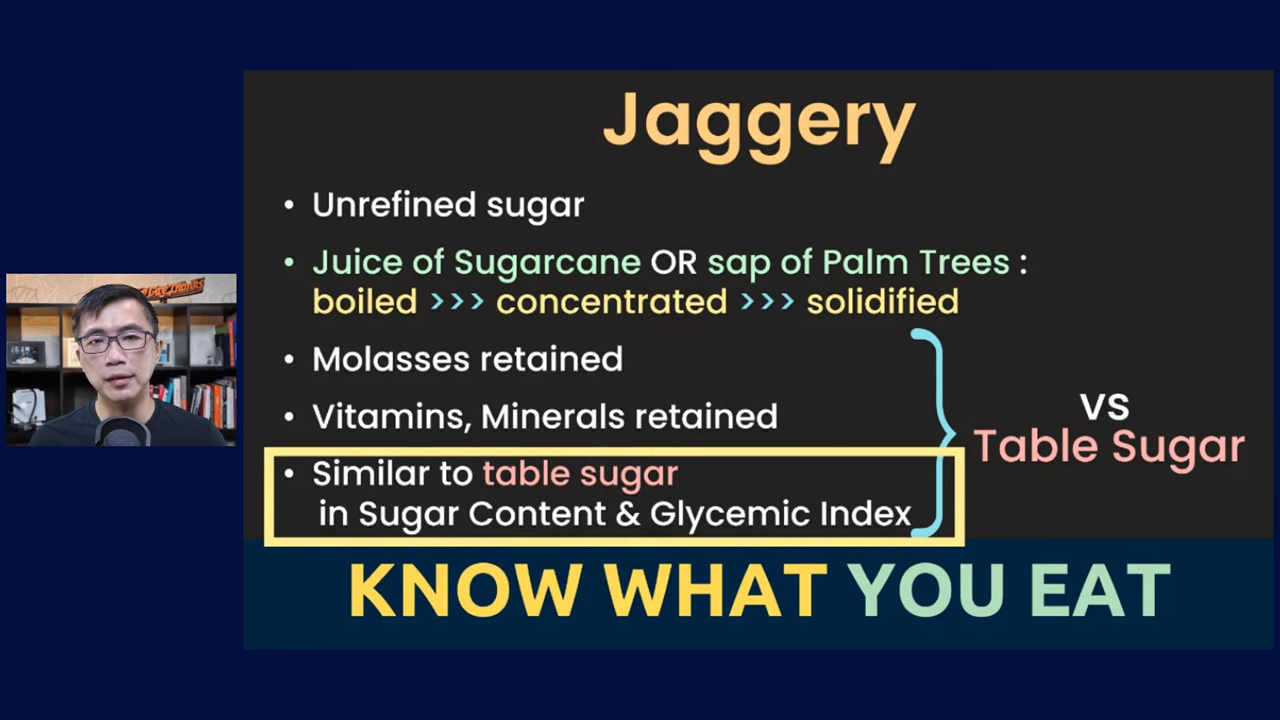 Jaggery
• Unrefined sugar
• Juice of Sugarcane OR sap of Palm Trees :
boiled >>> concentrated >>> solidified
• Molasses retained
• Vitamins, Minerals retained
• Similar to table sugar
in Sugar Content & Glycemic Index
VS
Table Sugar
KNOW WHAT YOU EAT